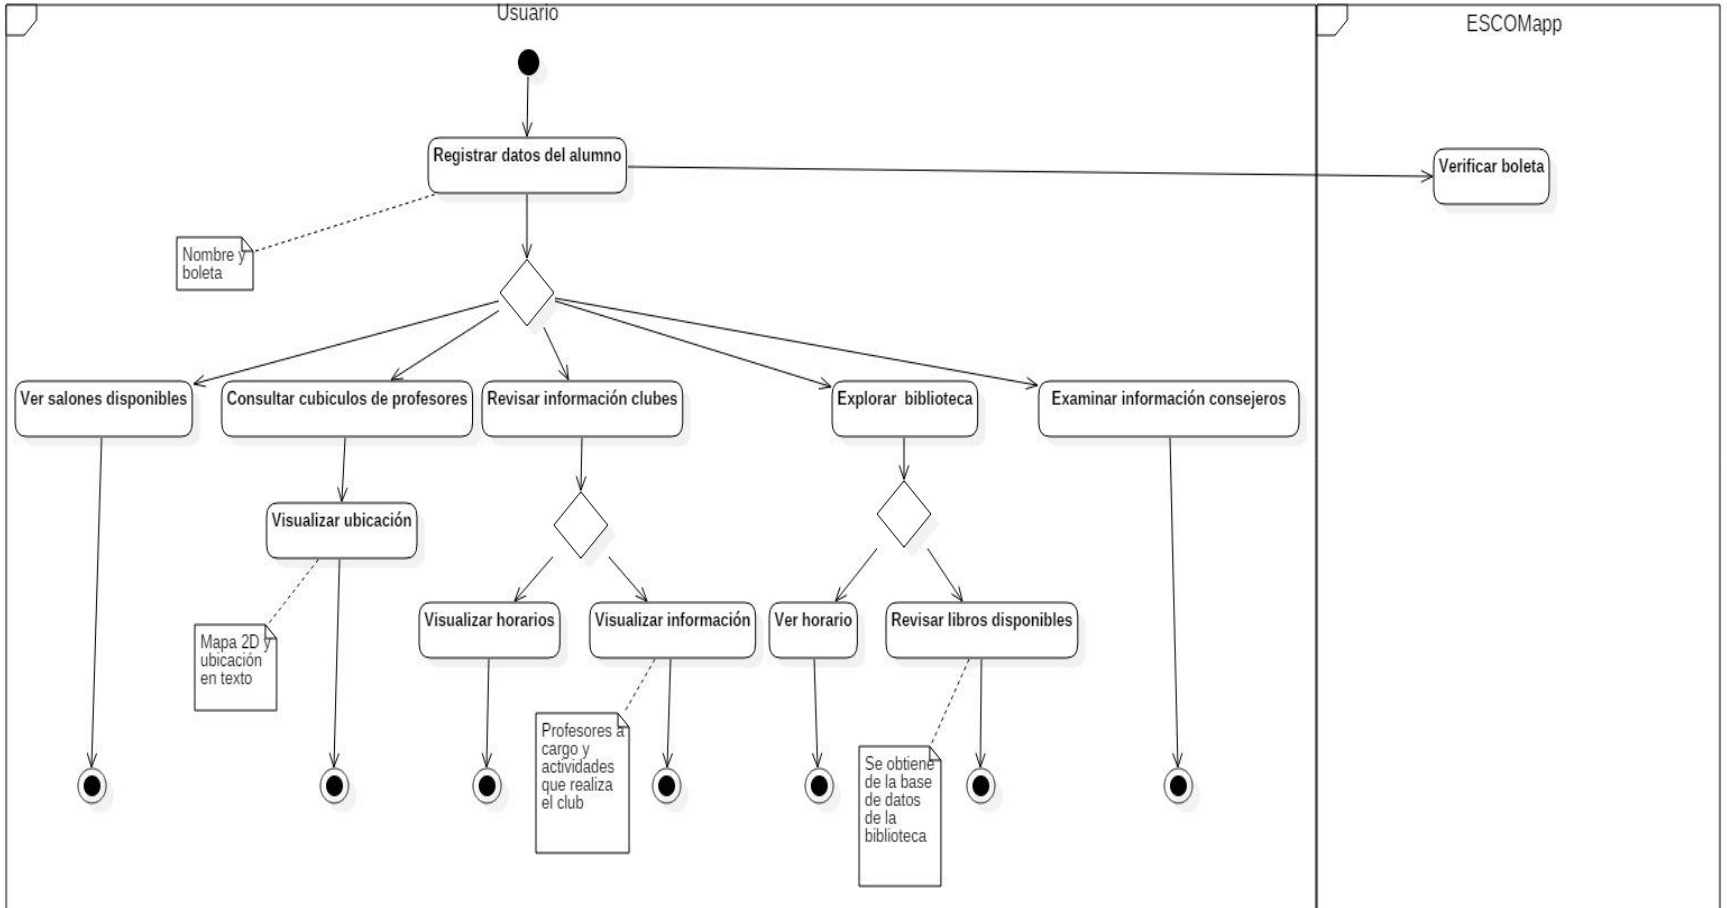 Usuario
ESCOMapp
Registrar datos del alumno
Verificar boleta
Nombre y
boleta
Ver salones disponibles
Consultar cubiculos de profesores
Revisar información clubes
Explorar  biblioteca
Examinar información consejeros
Visualizar ubicación
Visualizar horarios
Visualizar información
Ver horario
Revisar libros disponibles
Mapa 2D y
ubicación
en texto
Profesores a
cargo y
actividades
que realiza
el club
Se obtiene
de la base
de datos
de la
biblioteca